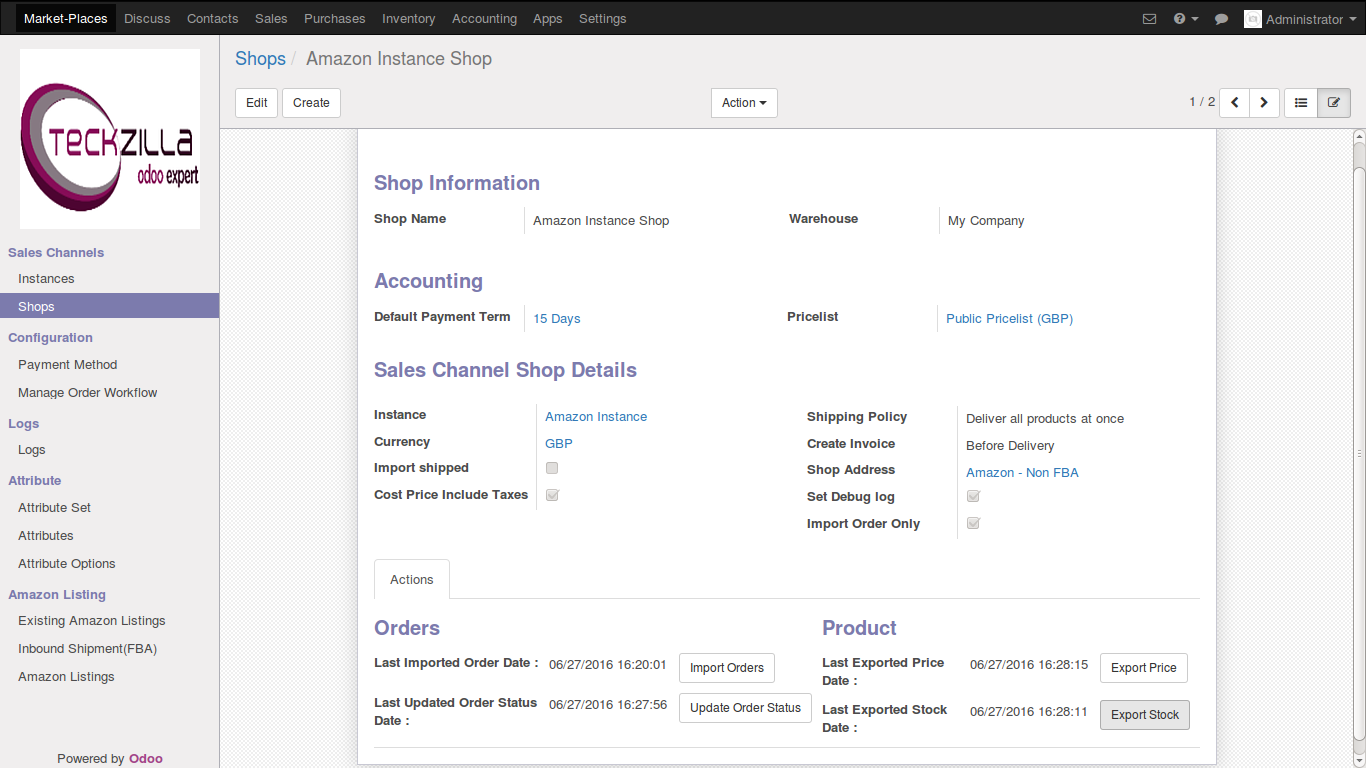 Market-Places Discuss Contacts Sales Purchases Inventory Accounting Apps Settings Administrator
TECKZILLA
odoo expert
Sales Channels
Instances
Shops
Configuration
Payment Method
Manage Order Workflow
Logs
Logs
Attribute
Attribute Set
Attributes
Attribute Options
Amazon Listing
Existing Amazon Listings
Inbound Shipment(FBA)
Amazon Listings
Powered by Odoo
Shops / Amazon Instance Shop
Edit Create Action 1 / 2
Shop Information
Shop Name Amazon Instance Shop Warehouse My Company
Accounting
Default Payment Term 15 Days Pricelist Public Pricelist (GBP)
Sales Channel Shop Details
Instance Amazon Instance
Currency GBP
Import shipped
Cost Price Include Taxes
Shipping Policy Deliver all products at once
Create Invoice Before Delivery
Shop Address Amazon - Non FBA
Set Debug log
Import Order Only
Actions
Orders
Last Imported Order Date : 06/27/2016 16:20:01 Import Orders
Last Updated Order Status 06/27/2016 16:27:56 Update Order Status
Date :
Product
Last Exported Price 06/27/2016 16:28:15 Export Price
Date :
Last Exported Stock 06/27/2016 16:28:11 Export Stock
Date :